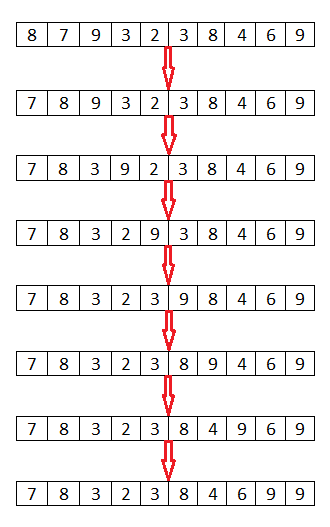 8 7 9 3 2 3 8 4 6 9
7 8 9 3 2 3 8 4 6 9
7 8 3 9 2 3 8 4 6 9
7 8 3 2 9 3 8 4 6 9
7 8 3 2 3 9 8 4 6 9
7 8 3 2 3 8 9 4 6 9
7 8 3 2 3 8 4 9 6 9
7 8 3 2 3 8 4 6 9 9